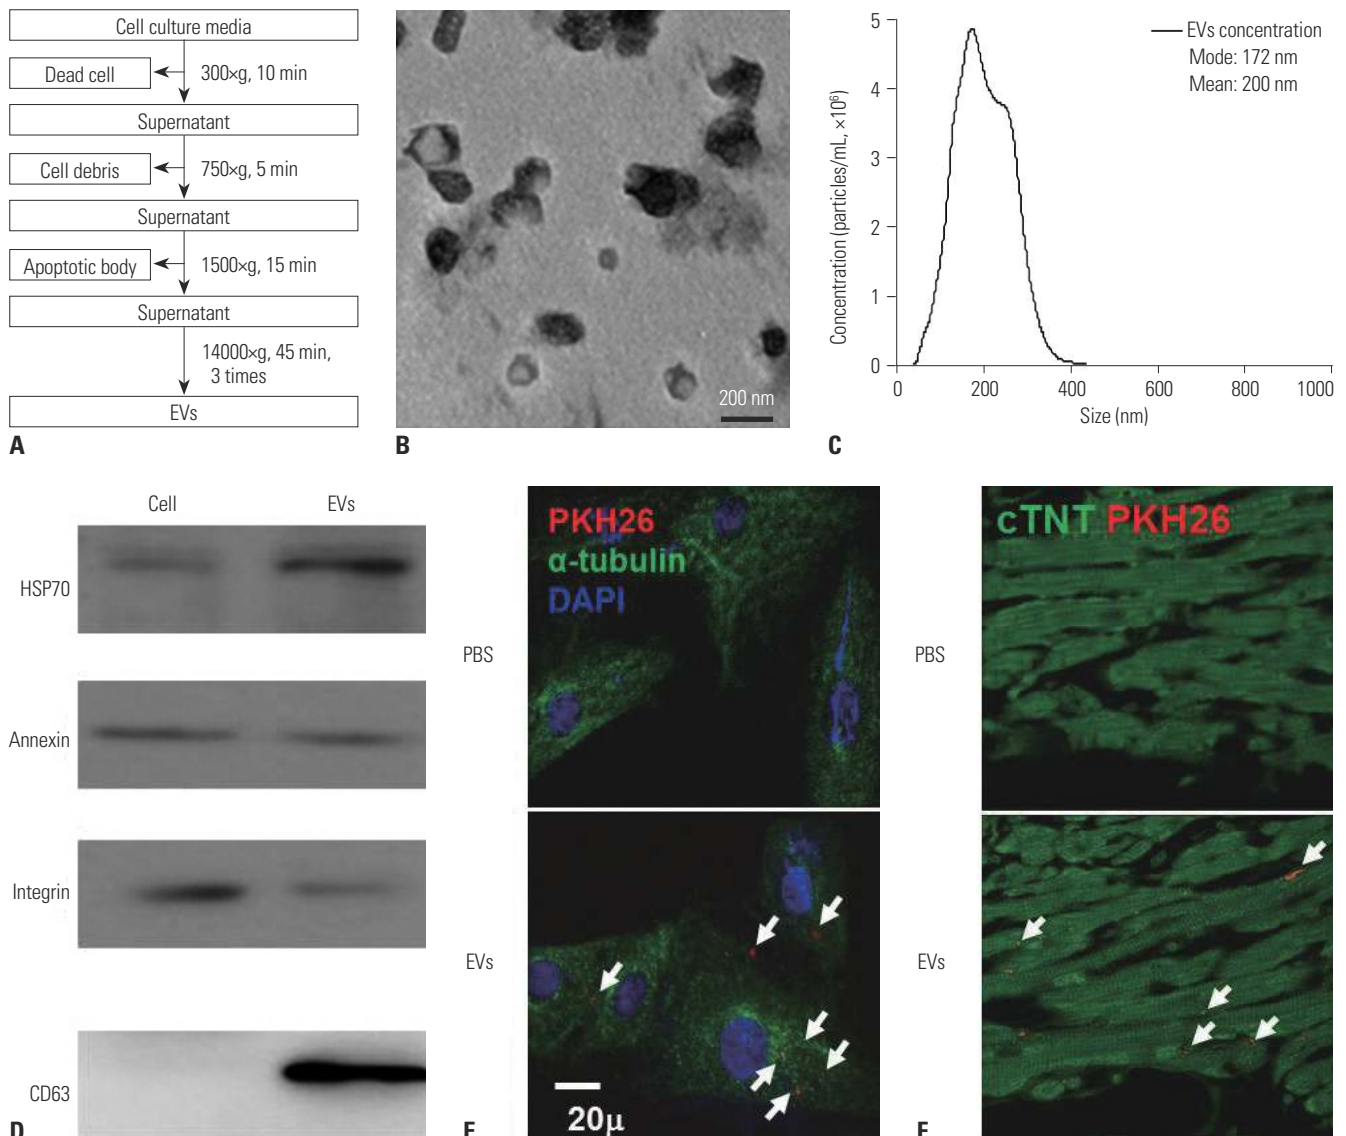 Cell culture media
Dead cell
300×g, 10 min
Supernatant
Cell debris
750×g, 5 min
Supernatant
Apoptotic body
1500×g, 15 min
Supernatant
14000×g, 45 min,
3 times
EVs
A
200 nm
B
5
4
3
2
1
0
Concentration (particles/mL, ×10⁶)
EVs concentration
Mode: 172 nm
Mean: 200 nm
0
200
400
600
800
1000
Size (nm)
C
Cell
EVs
HSP70
Annexin
Integrin
CD63
D
PKH26
α-tubulin
DAPI
PBS
EVs
20μ
cTNT PKH26
PBS
EVs